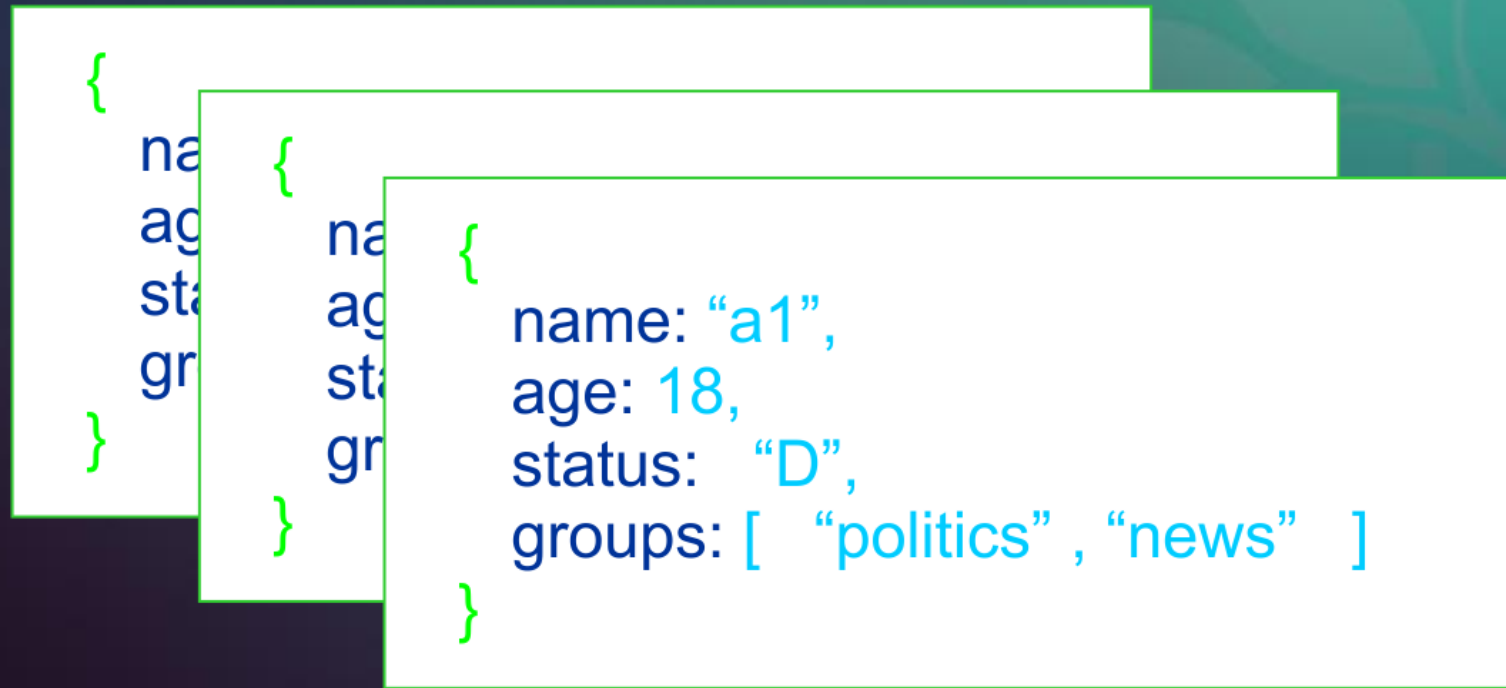 {
na
ag
sta
gr
}
{
na
ag
sta
gr
}
{
name: “a1”,
age: 18,
status: “D”,
groups: [ “politics” , “news” ]
}